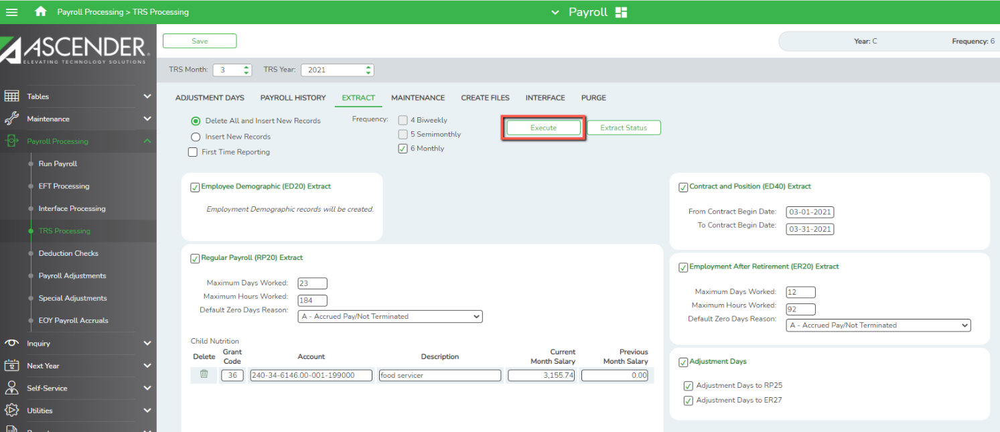 Payroll Processing > TRS Processing
Payroll
ASCENDER
ELEVATING TECHNOLOGY SOLUTIONS
Save
Year: C
Frequency: 6
TRS Month: 3
TRS Year: 2021
Tables
Maintenance
Payroll Processing
Run Payroll
EFT Processing
Interface Processing
TRS Processing
Deduction Checks
Payroll Adjustments
Special Adjustments
EOY Payroll Accruals
Inquiry
12
Next Year
Self-Service
Utilities
ADJUSTMENT DAYS
PAYROLL HISTORY
EXTRACT
MAINTENANCE
CREATE FILES
INTERFACE
PURGE
Delete All and Insert New Records
Insert New Records
First Time Reporting
Frequency:
4 Biweekly
5 Semimonthly
6 Monthly
Execute
Extract Status
Employee Demographic (ED20) Extract
Employment Demographic records will be created.
Regular Payroll (RP20) Extract
Maximum Days Worked: 23
Maximum Hours Worked: 184
Default Zero Days Reason: A - Accrued Pay/Not Terminated
Child Nutrition
Delete
Grant Code
Account
Description
Current Month Salary
Previous Month Salary
36 240-34-6146.00-001-199000 food servicer 3,155.74 0.00
Contract and Position (ED40) Extract
From Contract Begin Date: 03-01-2021
To Contract Begin Date: 03-31-2021
Employment After Retirement (ER20) Extract
Maximum Days Worked: 12
Maximum Hours Worked: 92
Default Zero Days Reason: A - Accrued Pay/Not Terminated
Adjustment Days
Adjustment Days to RP25
Adjustment Days to ER27